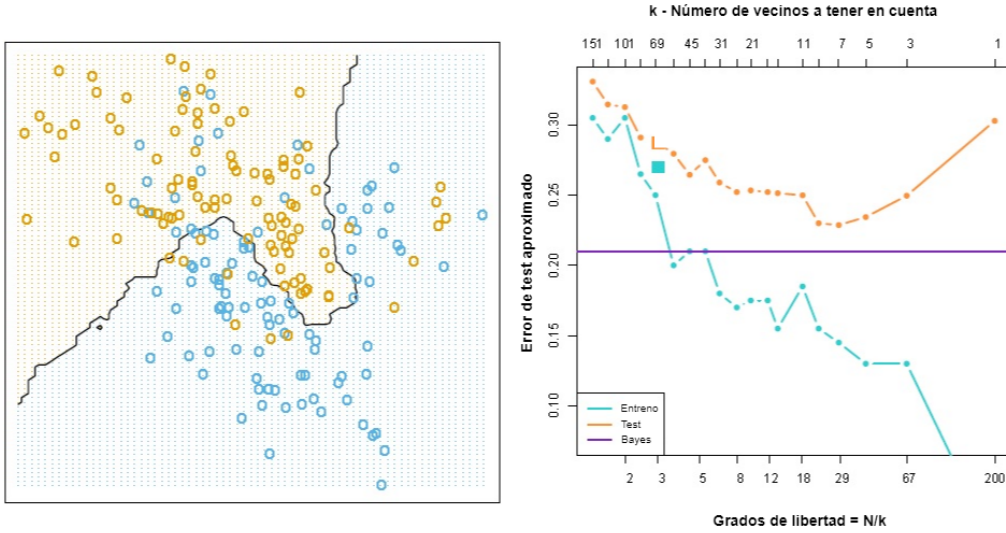 k - Número de vecinos a tener en cuenta
151 101 69 45 31 21 11 7 5 3 1
Error de test aproximado
0.30
0.25
0.20
0.15
0.10
L
Entreno
Test
Bayes
2 3 5 8 12 18 29 67 200
Grados de libertad = N/k